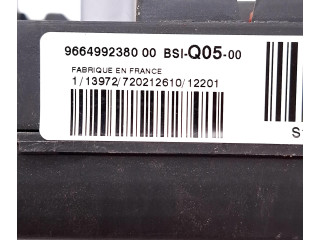 9664992380 00 BSI-Q05-00
FABRIQUE EN FRANCE
1/13972/720212610/12201